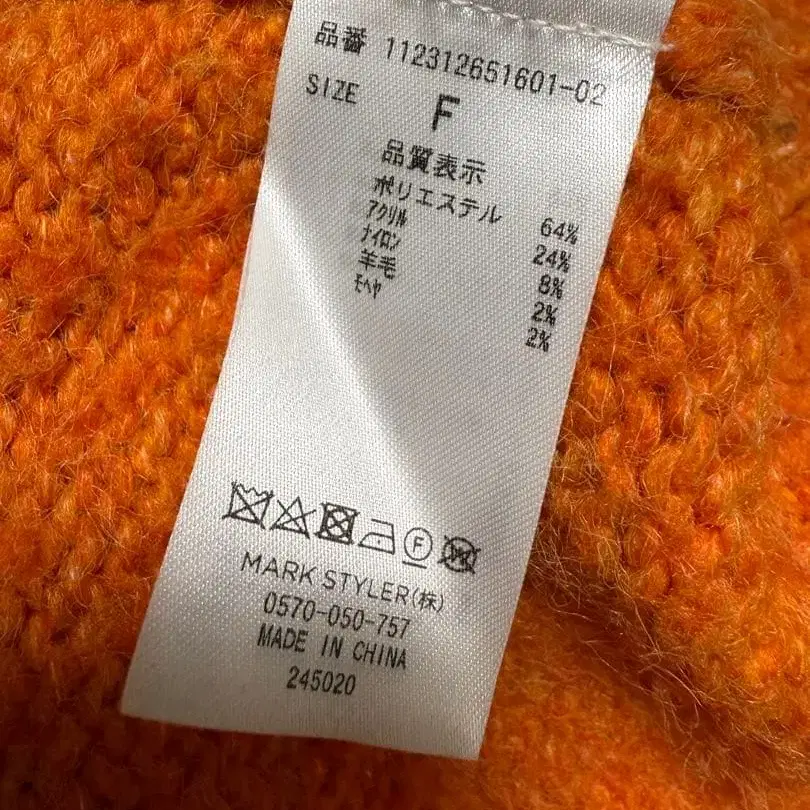 品番 112312651601-02
SIZE F
品質表示
ポリエステル 64%
アクリル 24%
ナイロン 8%
羊毛 2%
モヘヤ 2%
F W
MARK STYLER(株)
0570-050-757
MADE IN CHINA
245020